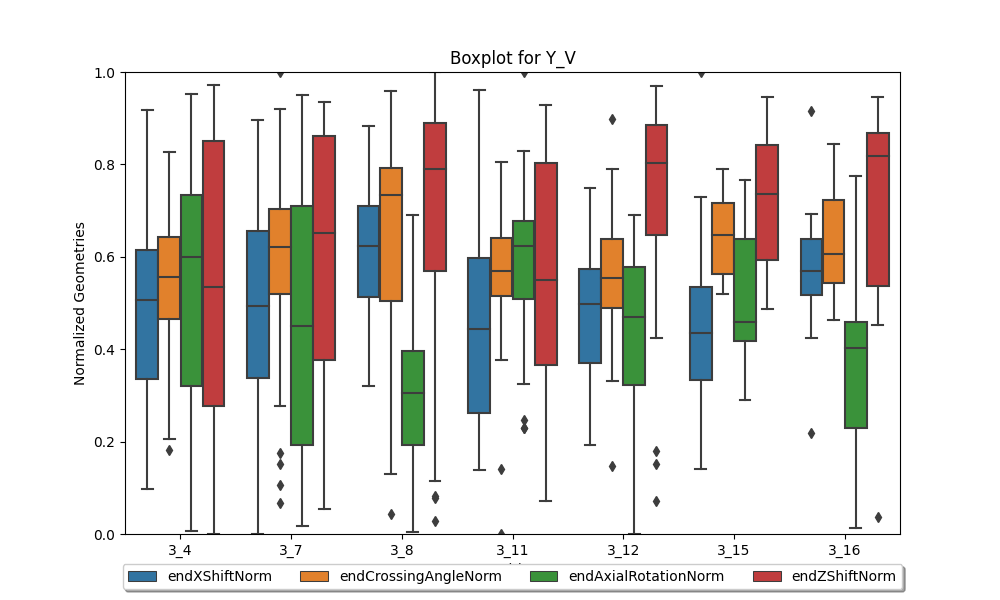 Boxplot for Y_V
Normalized Geometries
1.0
0.8
0.6
0.4
0.2
0.0
3_4 3_7 3_8 3_11 3_12 3_15 3_16
endXShiftNorm endCrossingAngleNorm endAxialRotationNorm endZShiftNorm